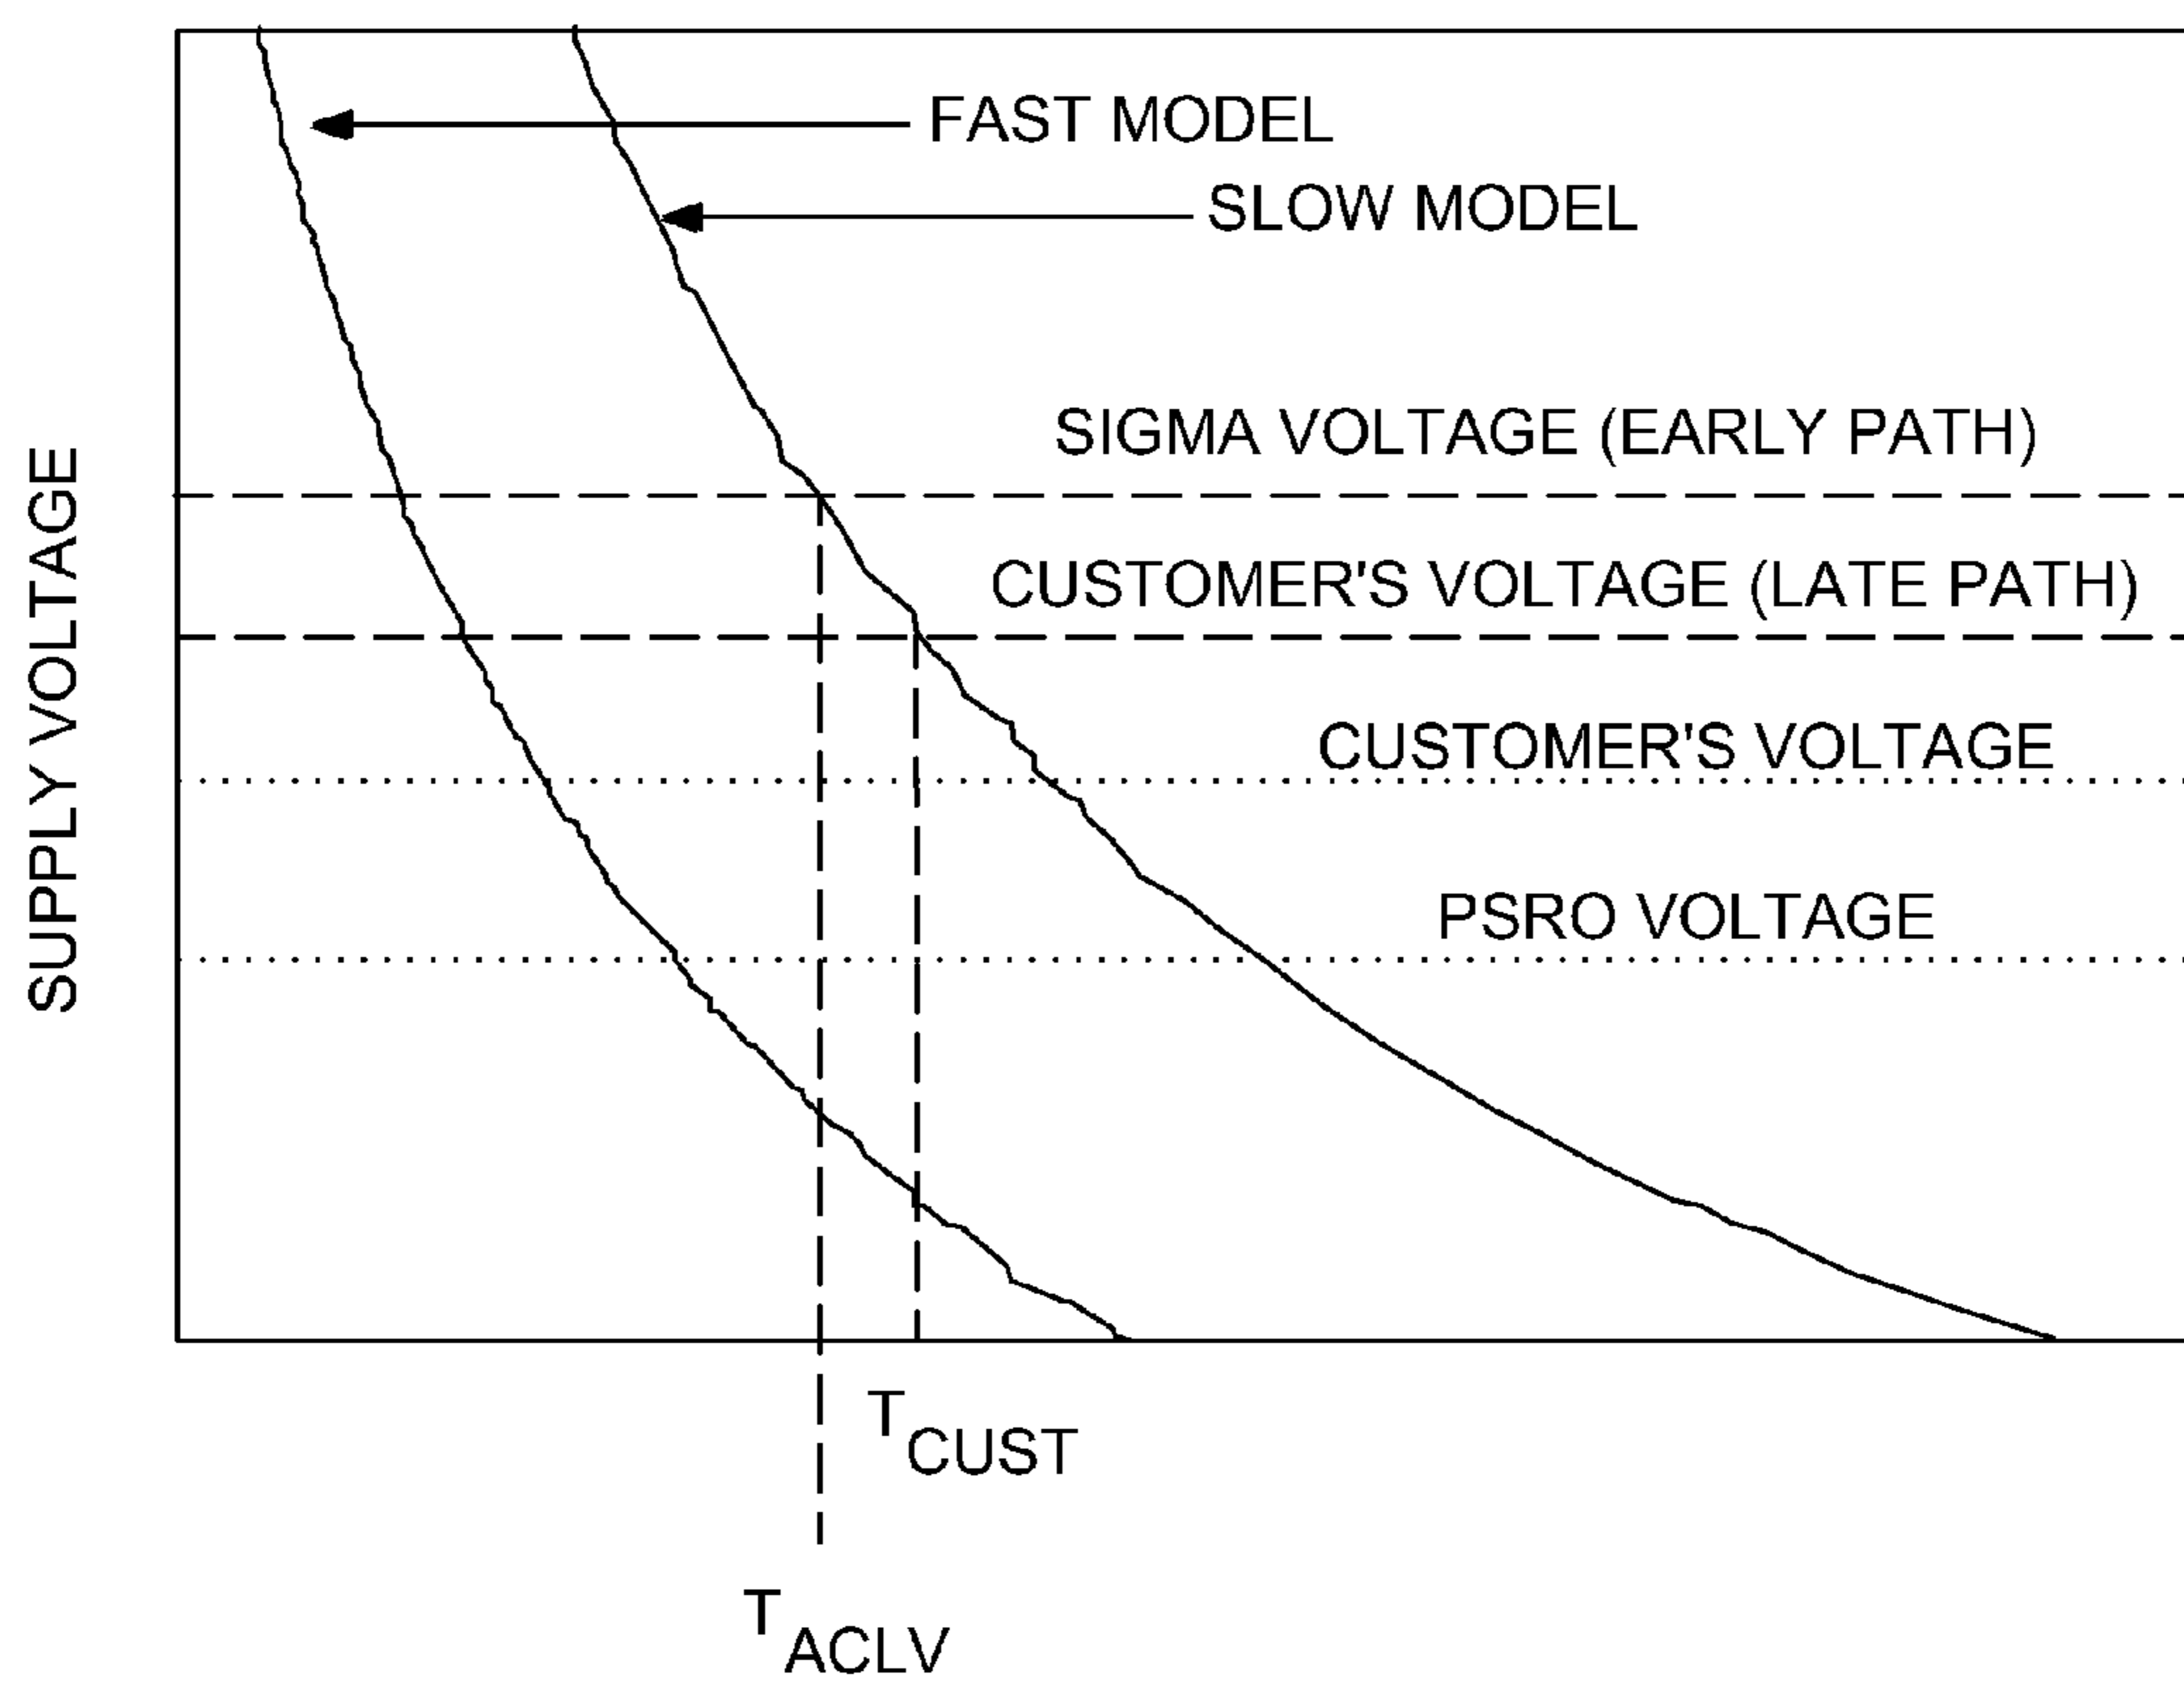 FAST MODEL
SLOW MODEL
SIGMA VOLTAGE (EARLY PATH)
CUSTOMER'S VOLTAGE (LATE PATH)
CUSTOMER'S VOLTAGE
PSRO VOLTAGE
SUPPLY VOLTAGE
TCUST
TACLV